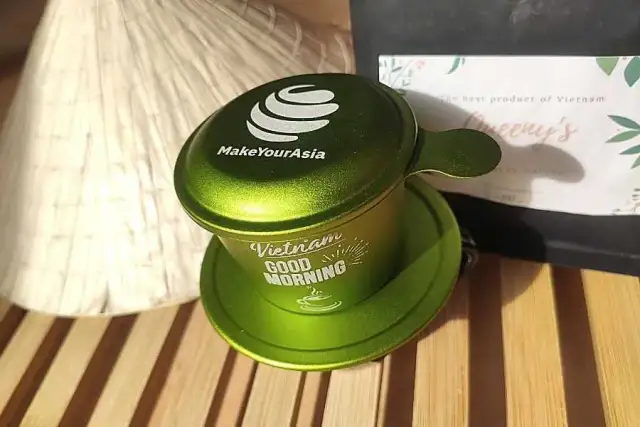 MakeYourAsia
Vietnam
GOOD
MORNING
The best product of Vietnam
Queeny's